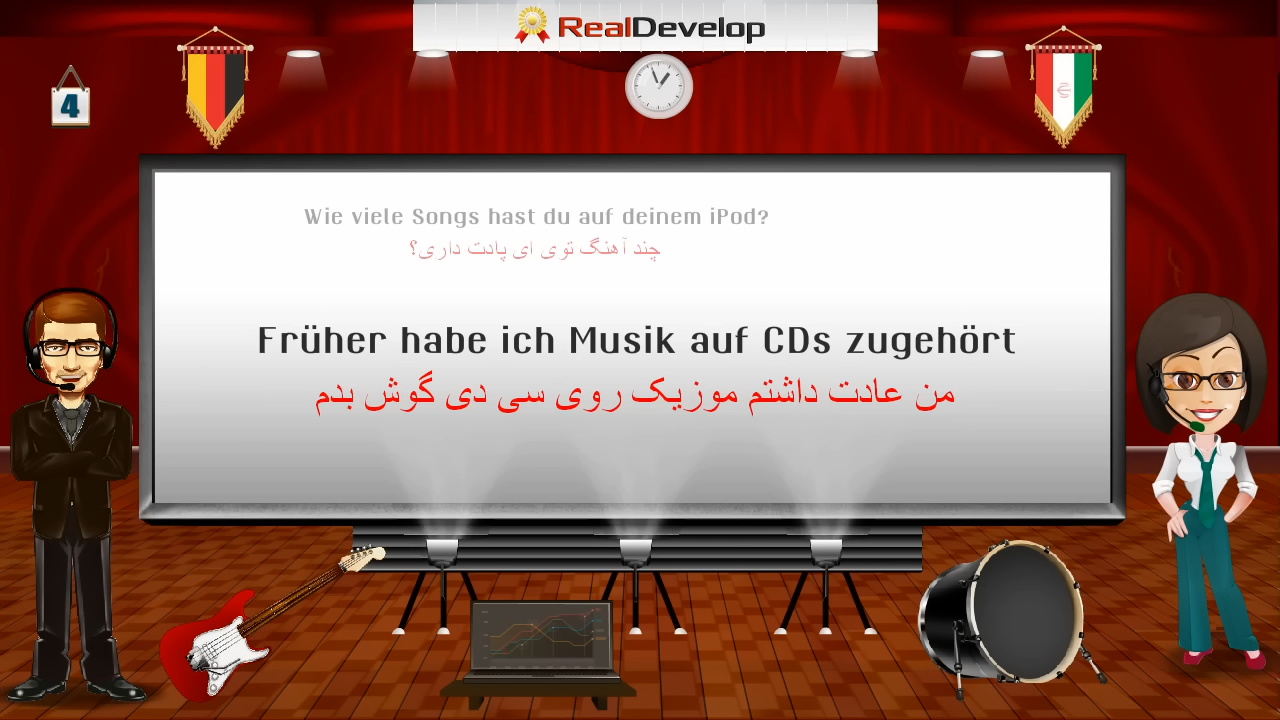 RealDevelop
4
Wie viele Songs hast du auf deinem iPod?
چند آهنگ توی ای پادت داری؟
Früher habe ich Musik auf CDs zugehört
من عادت داشتم موزیک روی سی دی گوش بدم